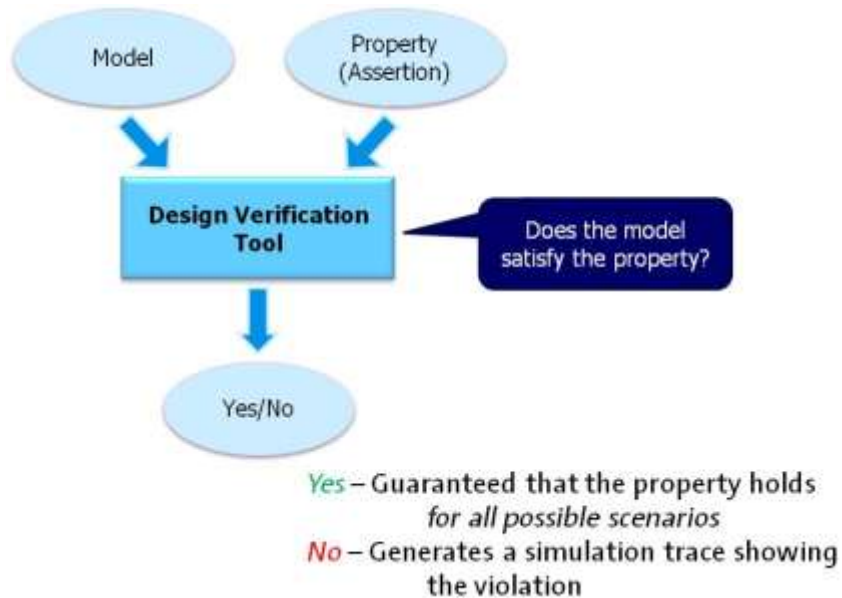 Model
Property
(Assertion)
Design Verification
Tool
Does the model
satisfy the property?
Yes/No
Yes – Guaranteed that the property holds
for all possible scenarios
No – Generates a simulation trace showing
the violation